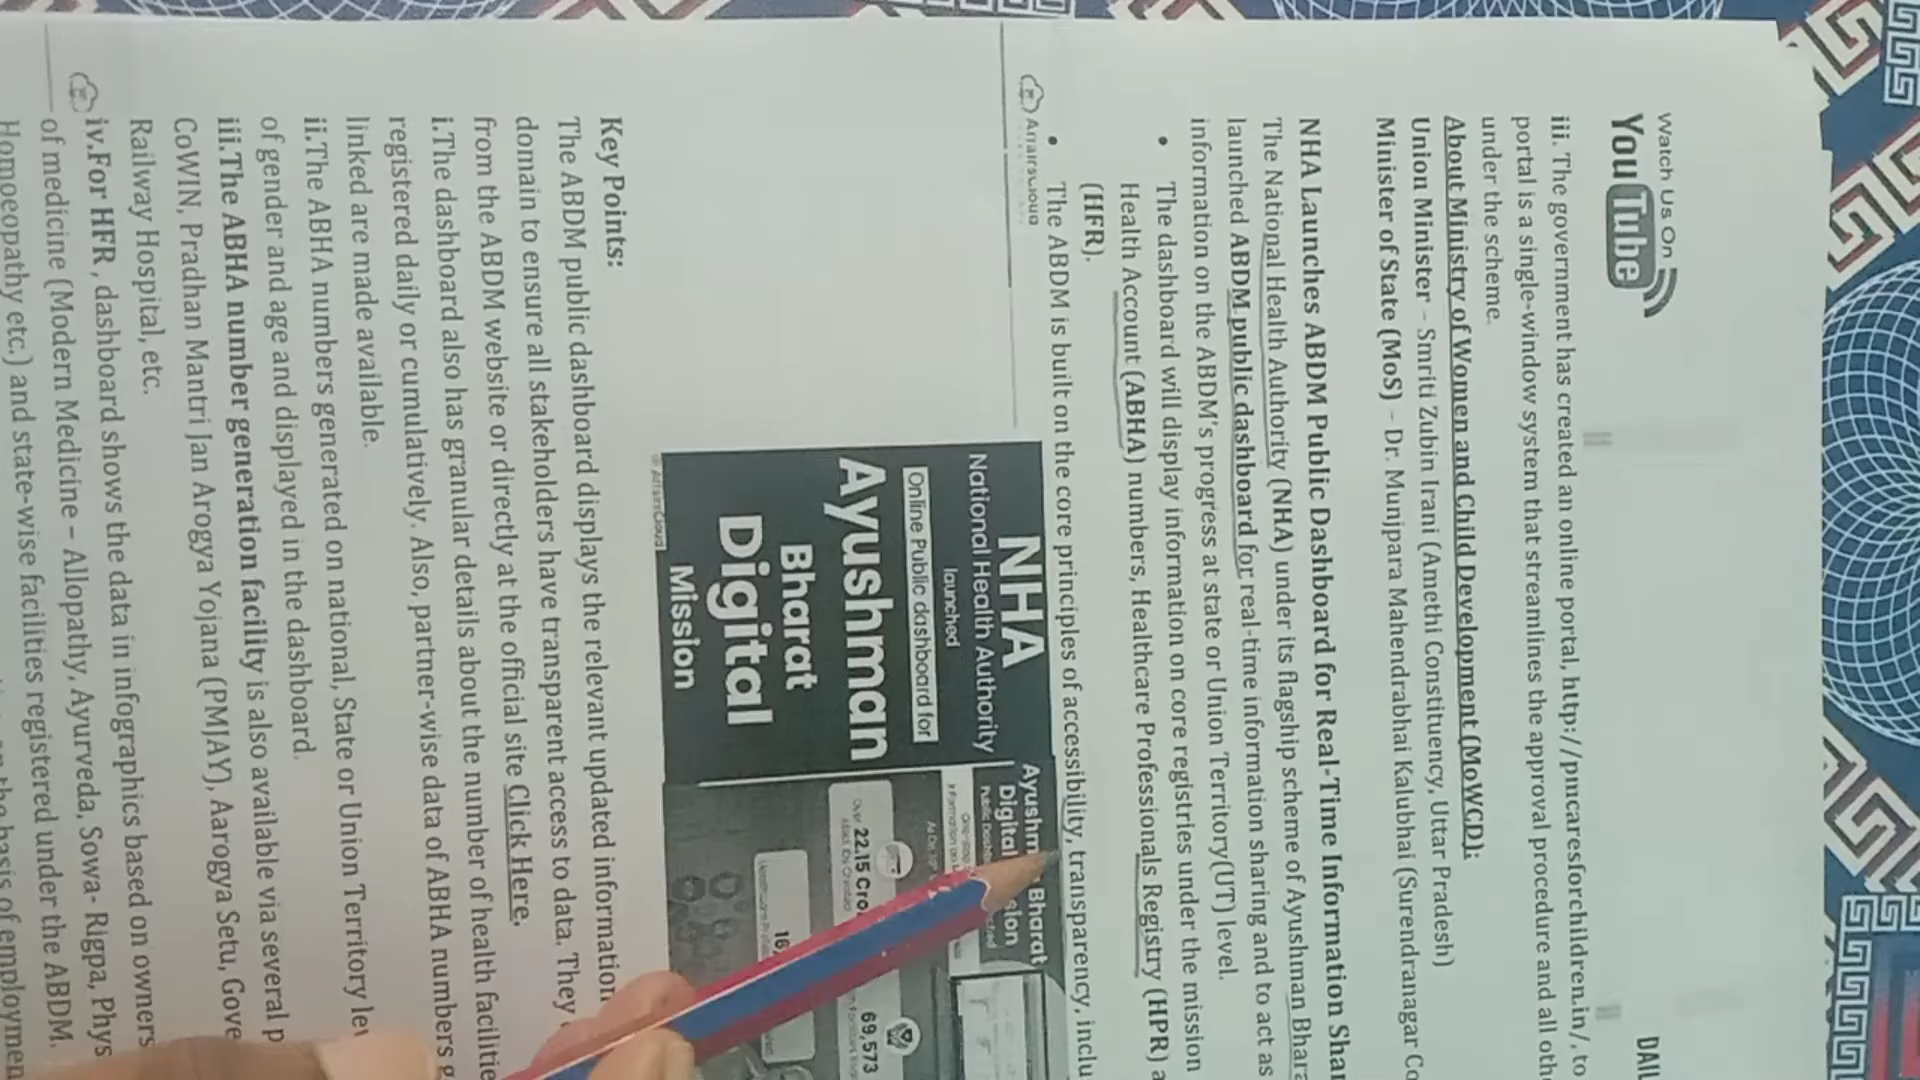 Watch Us On
YouTube
DAIL
iii. The government has created an online portal, http://pmcaresforchildren.in/, to
portal is a single-window system that streamlines the approval procedure and all oth
under the scheme.
About Ministry of Women and Child Development (MoWCD):
Union Minister – Smriti Zubin Irani (Amethi Constituency, Uttar Pradesh)
Minister of State (MoS) – Dr. Munjpara Mahendrabhai Kalubhai (Surendranagar Co
NHA Launches ABDM Public Dashboard for Real-Time Information Shar
The National Health Authority (NHA) under its flagship scheme of Ayushman Bhara
launched ABDM public dashboard for real-time information sharing and to act as
information on the ABDM's progress at state or Union Territory(UT) level.
• The dashboard will display information on core registries under the mission
Health Account (ABHA) numbers, Healthcare Professionals Registry (HPR) a
(HFR).
• The ABDM is built on the core principles of accessibility, transparency, inclu
AffairsCloud
NHA
National Health Authority
launched
Online Public dashboard for
Ayushman
Bharat
Digital
Mission
© AffairsCloud
Bharat
Digital
22.15 Cro
69,573
Key Points:
The ABDM public dashboard displays the relevant updated information
domain to ensure all stakeholders have transparent access to data. They
from the ABDM website or directly at the official site Click Here.
i.The dashboard also has granular details about the number of health facilitie
registered daily or cumulatively. Also, partner-wise data of ABHA numbers g
linked are made available.
ii.The ABHA numbers generated on national, State or Union Territory lev
of gender and age and displayed in the dashboard.
iii.The ABHA number generation facility is also available via several p
CoWIN, Pradhan Mantri Jan Arogya Yojana (PMJAY), Aarogya Setu, Gove
Railway Hospital, etc.
iv.For HFR, dashboard shows the data in infographics based on owners
of medicine (Modern Medicine – Allopathy, Ayurveda, Sowa- Rigpa, Phys
Homoeopathy etc.) and state-wise facilities registered under the ABDM.
the basis of employmen